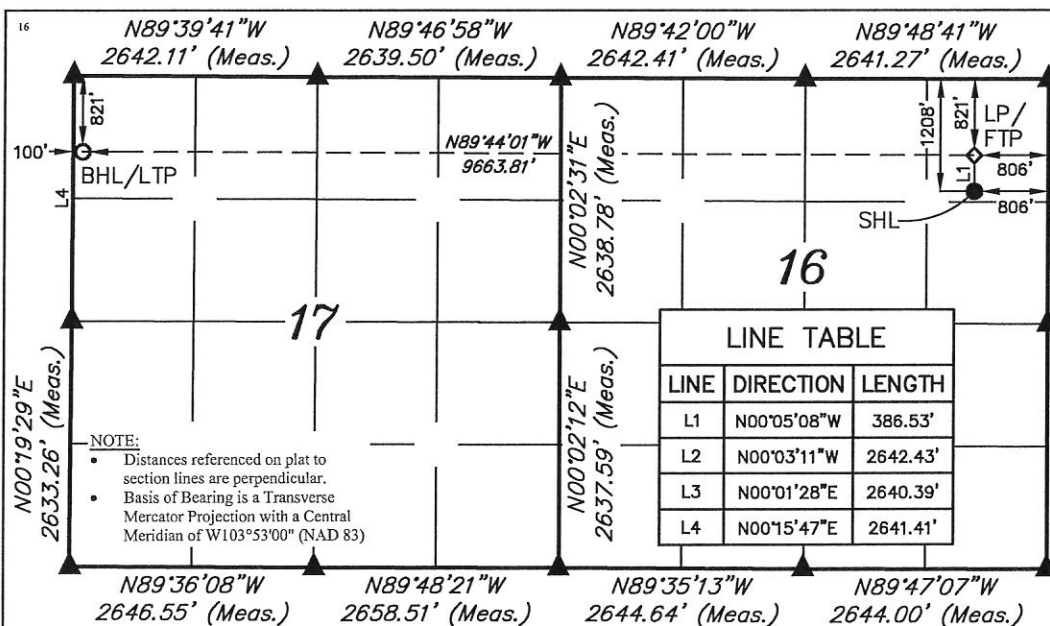 16
N89°39'41"W
2642.11' (Meas.)
N89°46'58"W
2639.50' (Meas.)
N89°42'00"W
2642.41' (Meas.)
N89°48'41"W
2641.27' (Meas.)
821'
100'
BHL/LTP
L4
N89°44'01"W
9663.81'
N00°02'31"E
2638.78' (Meas.)
1208'
821'
LP/
FTP
L1
806'
806'
SHL
17
16
N00°19'29"E
2633.26' (Meas.)
N00°02'12"E
2637.59' (Meas.)
NOTE:
• Distances referenced on plat to
section lines are perpendicular.
• Basis of Bearing is a Transverse
Mercator Projection with a Central
Meridian of W103°53'00" (NAD 83)
LINE TABLE
LINE DIRECTION LENGTH
L1 N00°05'08"W 386.53'
L2 N00°03'11"W 2642.43'
L3 N00°01'28"E 2640.39'
L4 N00°15'47"E 2641.41'
N89°36'08"W
2646.55' (Meas.)
N89°48'21"W
2658.51' (Meas.)
N89°35'13"W
2644.64' (Meas.)
N89°47'07"W
2644.00' (Meas.)